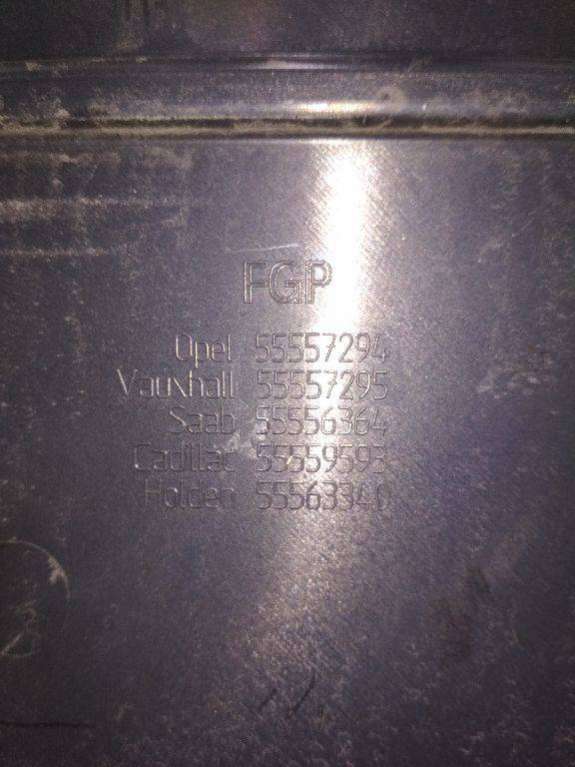 FGP
Opel 55557294
Vauxhall 55557295
Saab 55556364
Cadillac 55559593
Holden 55563340